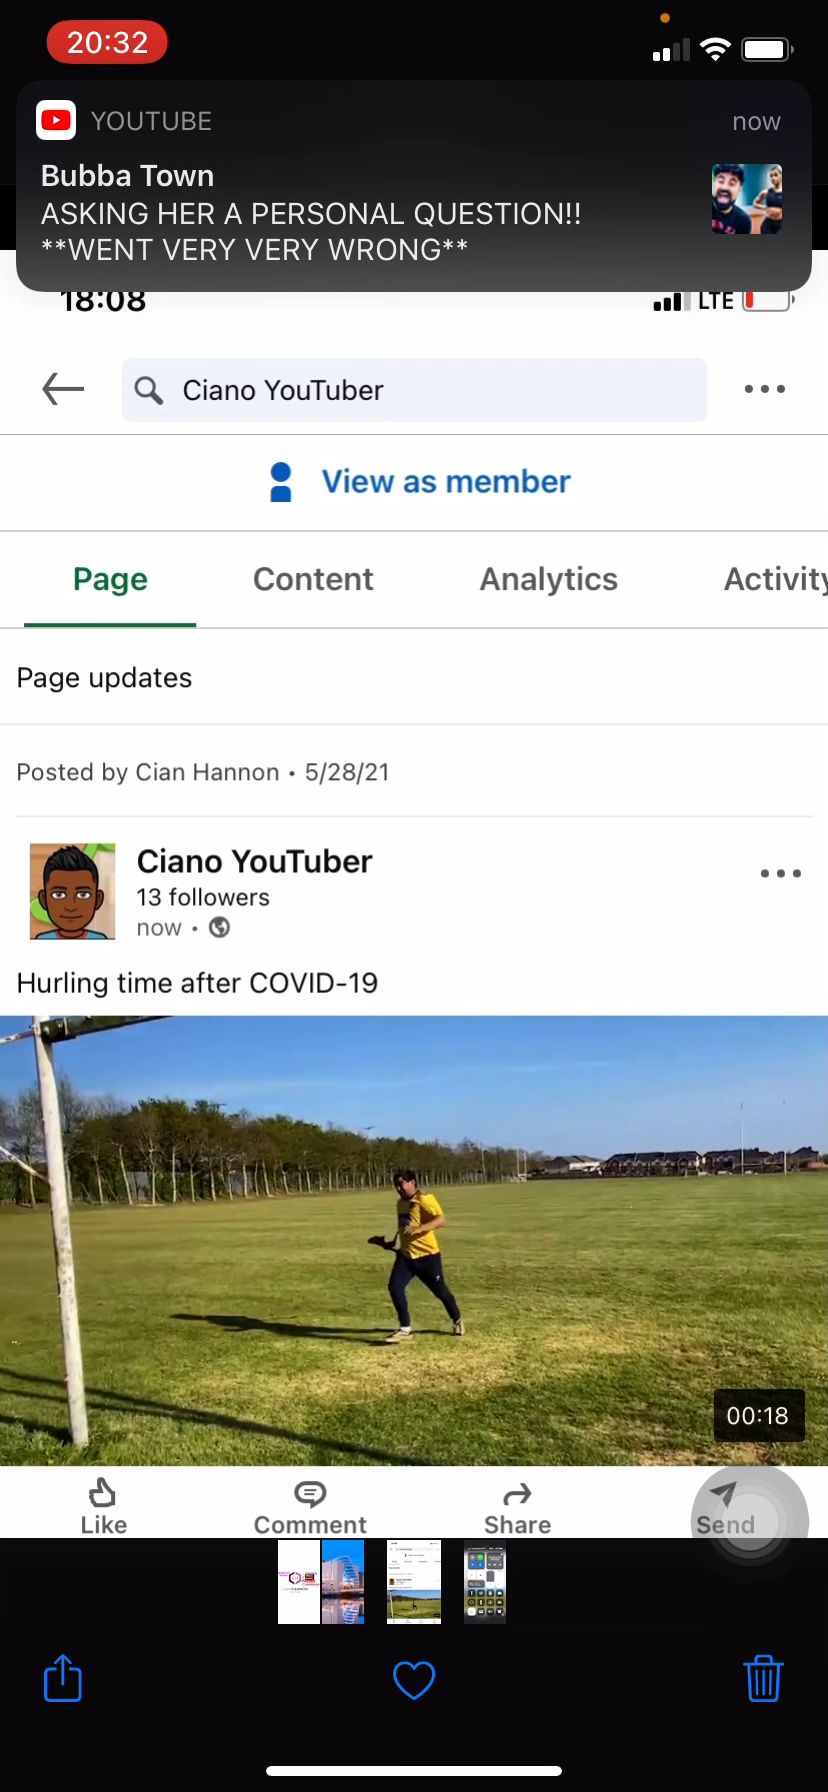 20:32
YOUTUBE
now
Bubba Town
ASKING HER A PERSONAL QUESTION!!
**WENT VERY VERY WRONG**
18:08
LTE
Ciano YouTuber
View as member
Page Content Analytics Activity
Page updates
Posted by Cian Hannon • 5/28/21
Ciano YouTuber
13 followers
now •
Hurling time after COVID-19
00:18
Like Comment Share Send